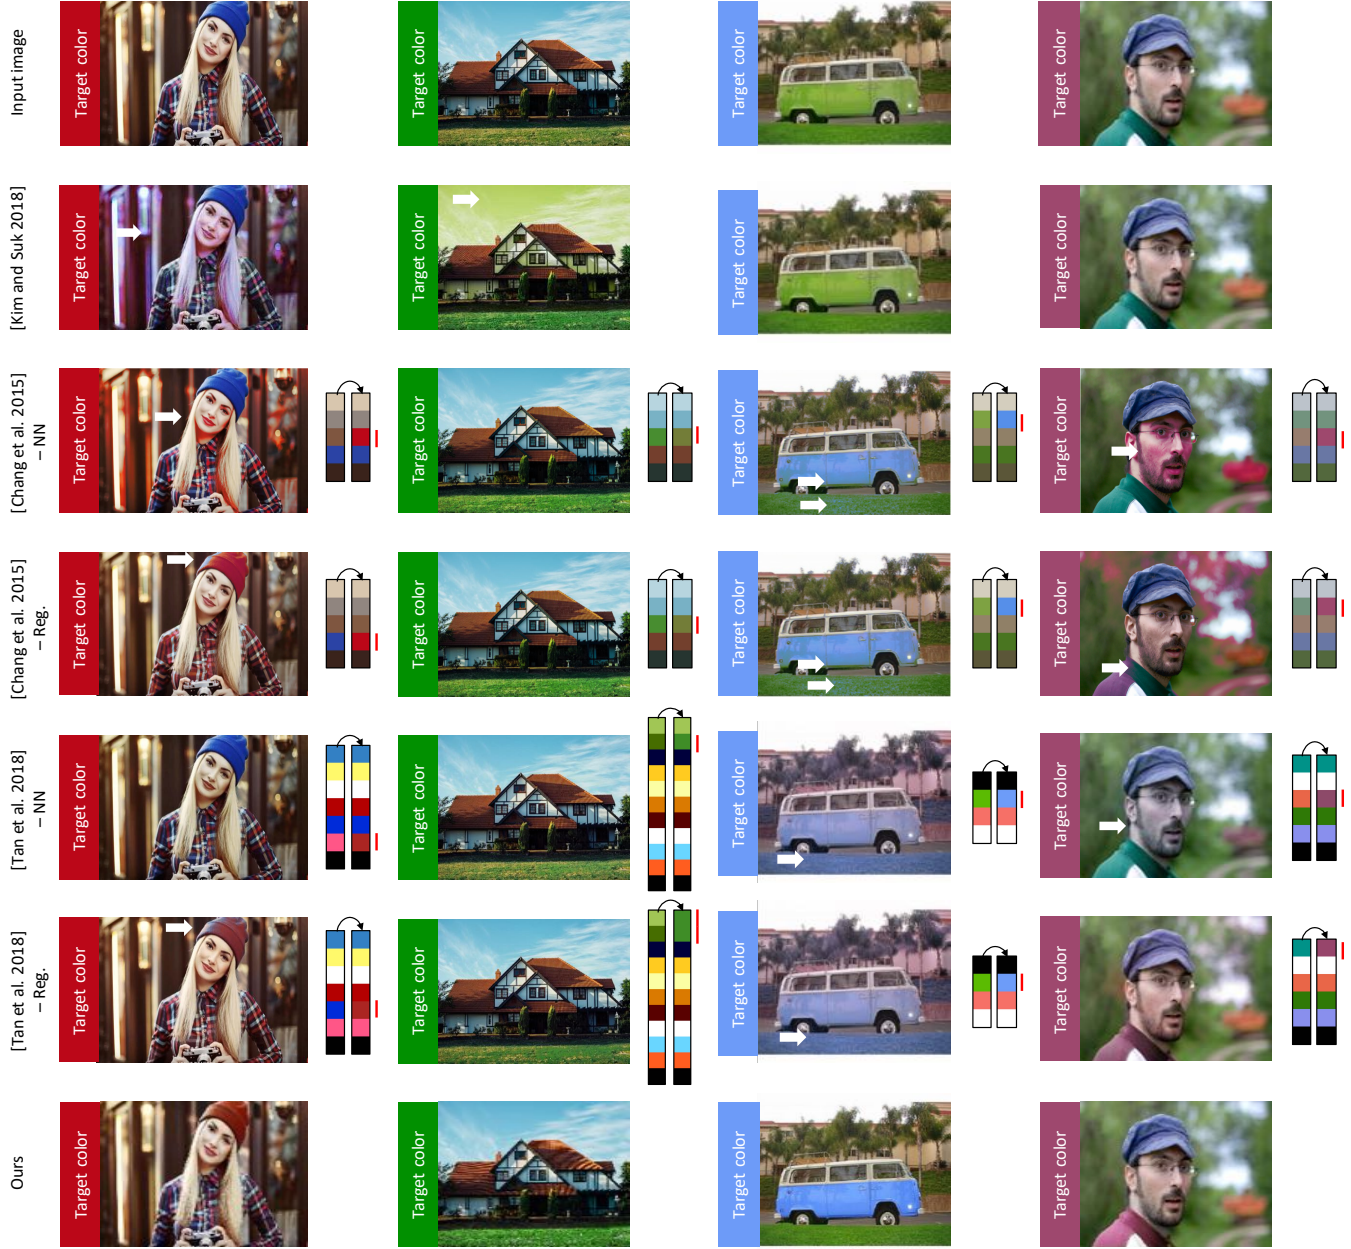 Input image
Target color
Target color
Target color
Target color
[Kim and Suk 2018]
Target color
Target color
Target color
Target color
[Chang et al. 2015]
– NN
Target color
Target color
Target color
Target color
[Chang et al. 2015]
– Reg.
Target color
Target color
Target color
Target color
[Tan et al. 2018]
– NN
Target color
Target color
Target color
Target color
[Tan et al. 2018]
– Reg.
Target color
Target color
Target color
Target color
Ours
Target color
Target color
Target color
Target color